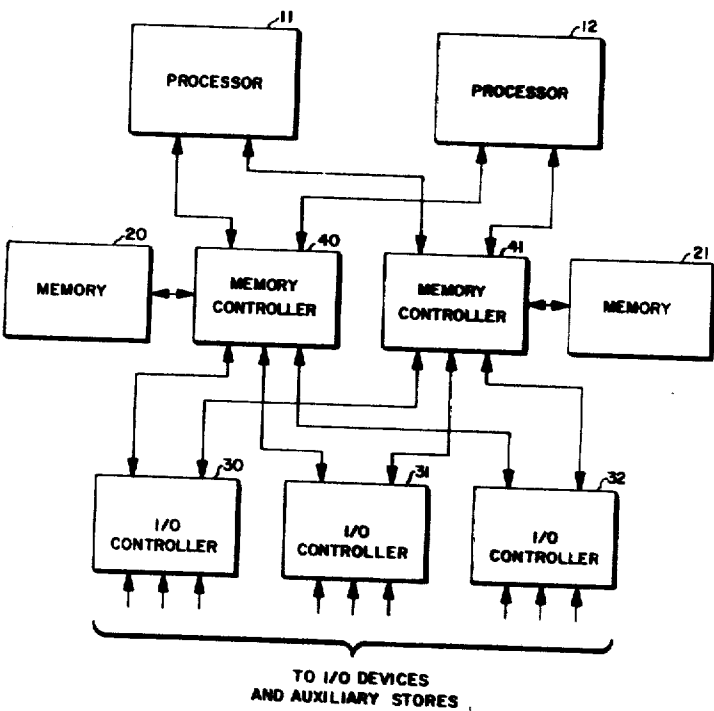 11
PROCESSOR
12
PROCESSOR
20
MEMORY
40
MEMORY
CONTROLLER
41
MEMORY
CONTROLLER
21
MEMORY
30
I/O
CONTROLLER
31
I/O
CONTROLLER
32
I/O
CONTROLLER
TO I/O DEVICES
AND AUXILIARY STORES